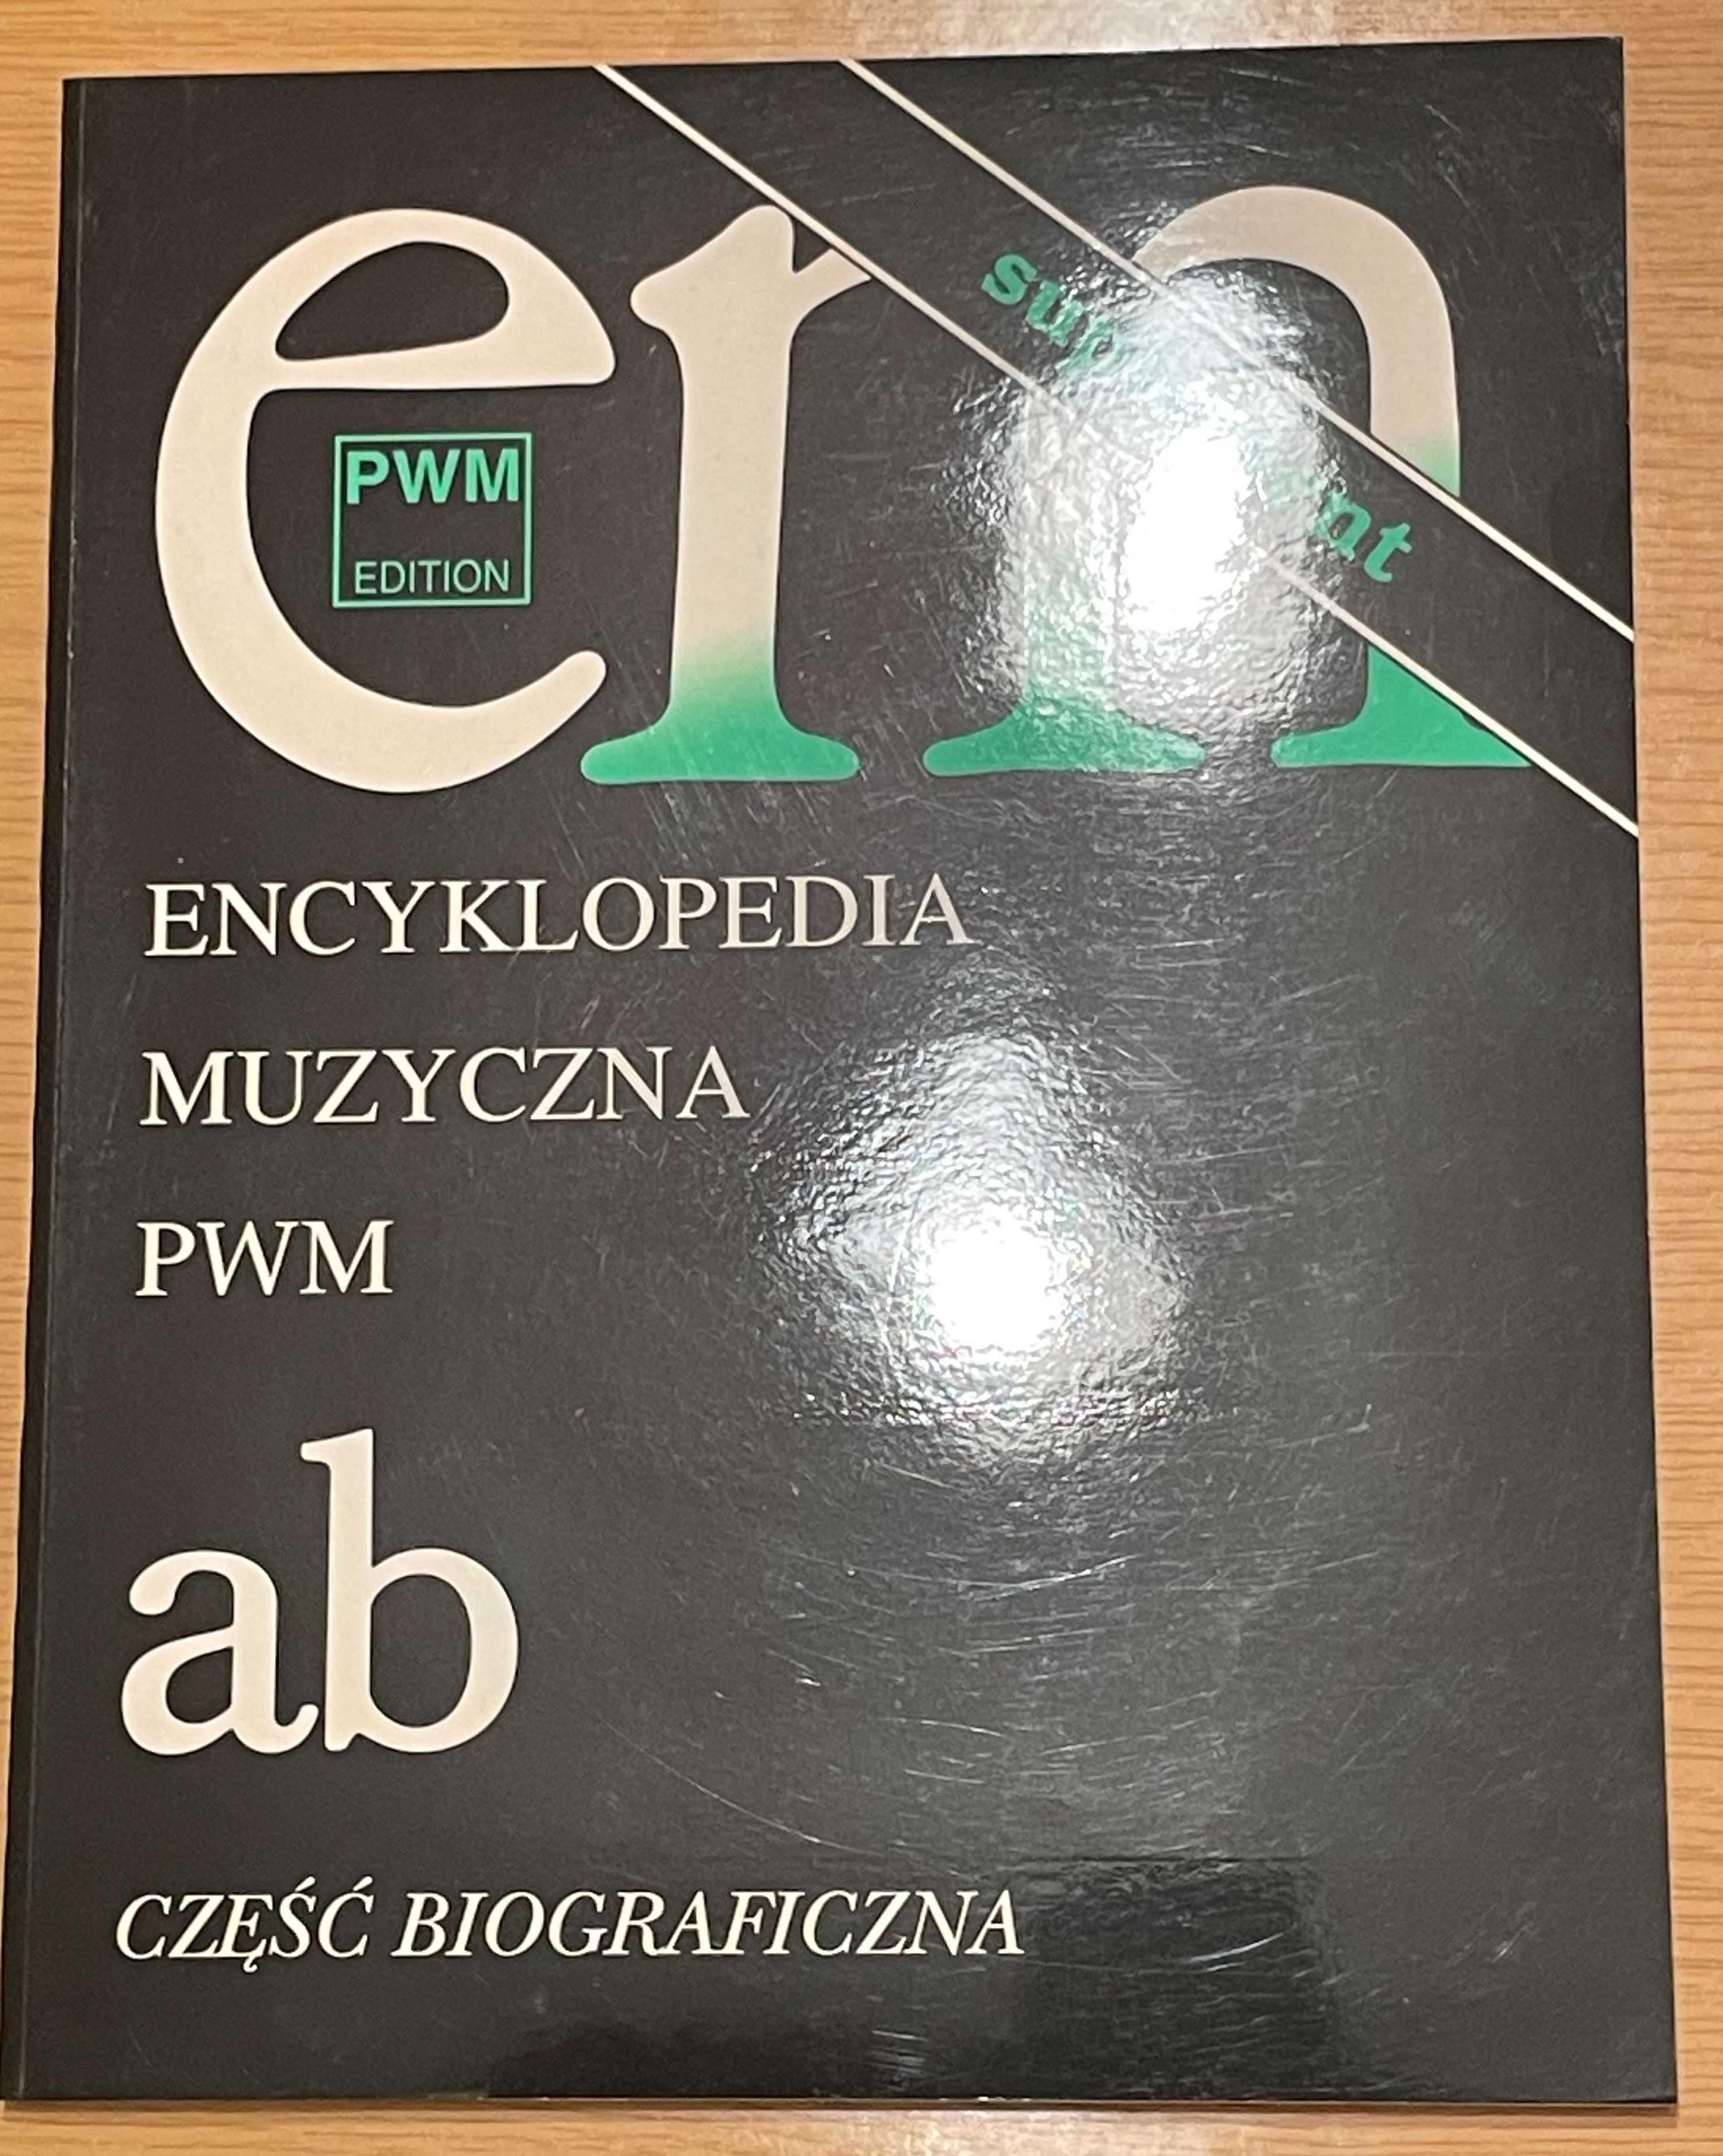 em
PWM
EDITION
ENCYKLOPEDIA
MUZYCZNA
PWM
ab
CZĘŚĆ BIOGRAFICZNA